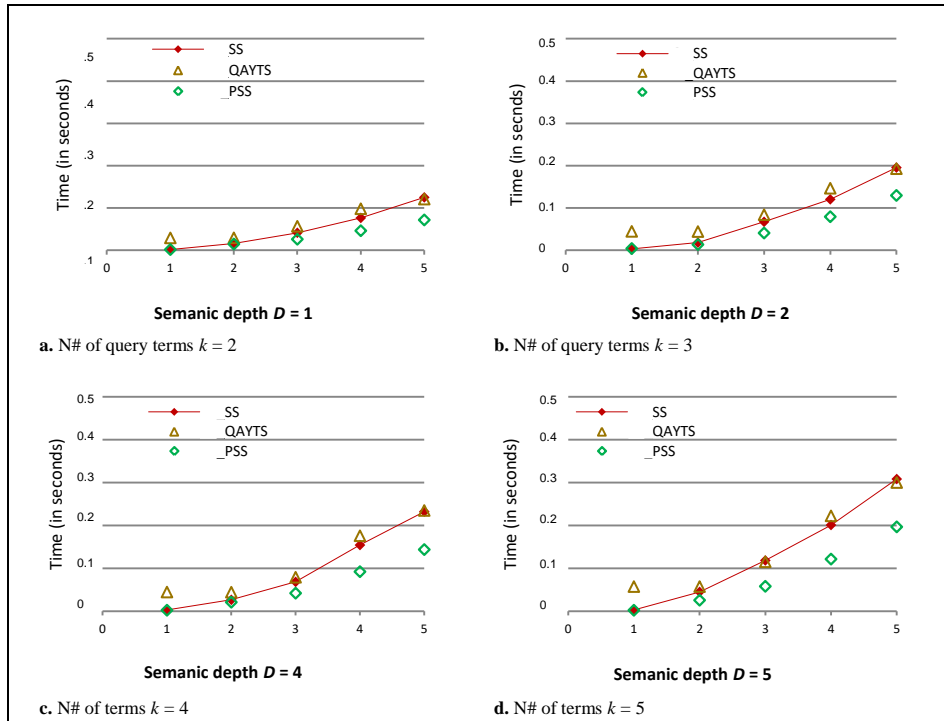 .5
.4
.3
.2
.1
Time (in seconds)
SS
_QAYTS
_PSS
0 1 2 3 4 5
Semanic depth D = 1
a. N# of query terms k = 2
0.5
0.4
0.3
0.2
0.1
0
Time (in secnds)
SS
_QAYTS
PSS
0 1 2 3 4 5
Semanic depth D = 2
b. N# of query terms k = 3
0.5
0.4
0.3
0.2
0.1
0
Time (in seconds)
_SS
_QAYTS
_PSS
0 1 2 3 4 5
Semanic depth D = 4
c. N# of terms k = 4
0.5
0.4
0.3
0.2
0.1
0
Time (in seconds)
SS
_QAYTS
_PSS
0 1 2 3 4 5
Semanic depth D = 5
d. N# of terms k = 5